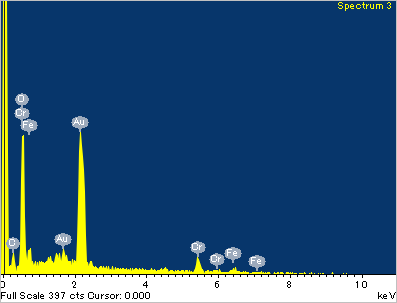 Spectrum 3
O
Cr
Fe
Au
C
Au
Cr
Cr
Fe
Fe
0 2 4 6 8 10
Full Scale 397 cts Cursor: 0.000 keV